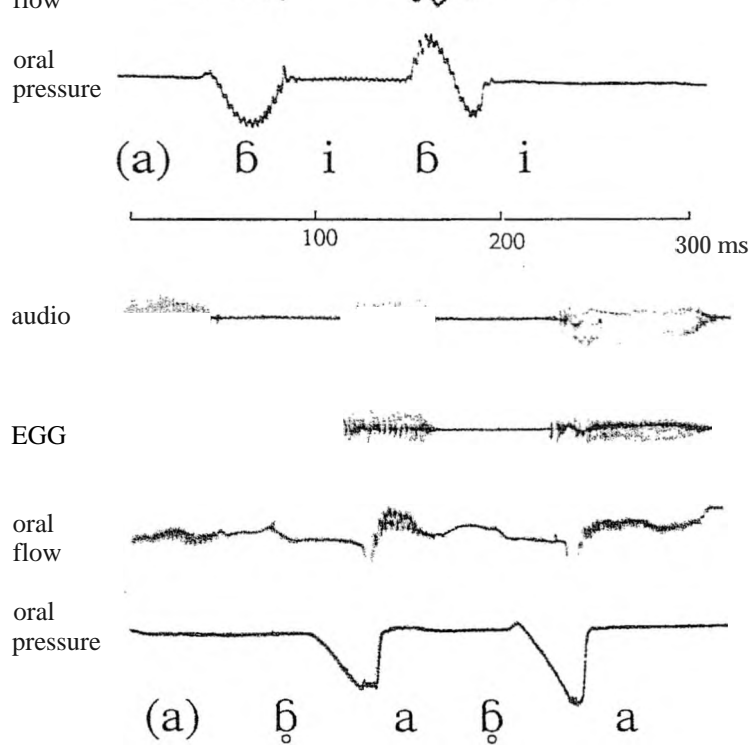 flow
oral
pressure
(a) ɓ i ɓ i
100 200 300 ms
audio
EGG
oral
flow
oral
pressure
(a) ɓ̥ a ɓ̥ a